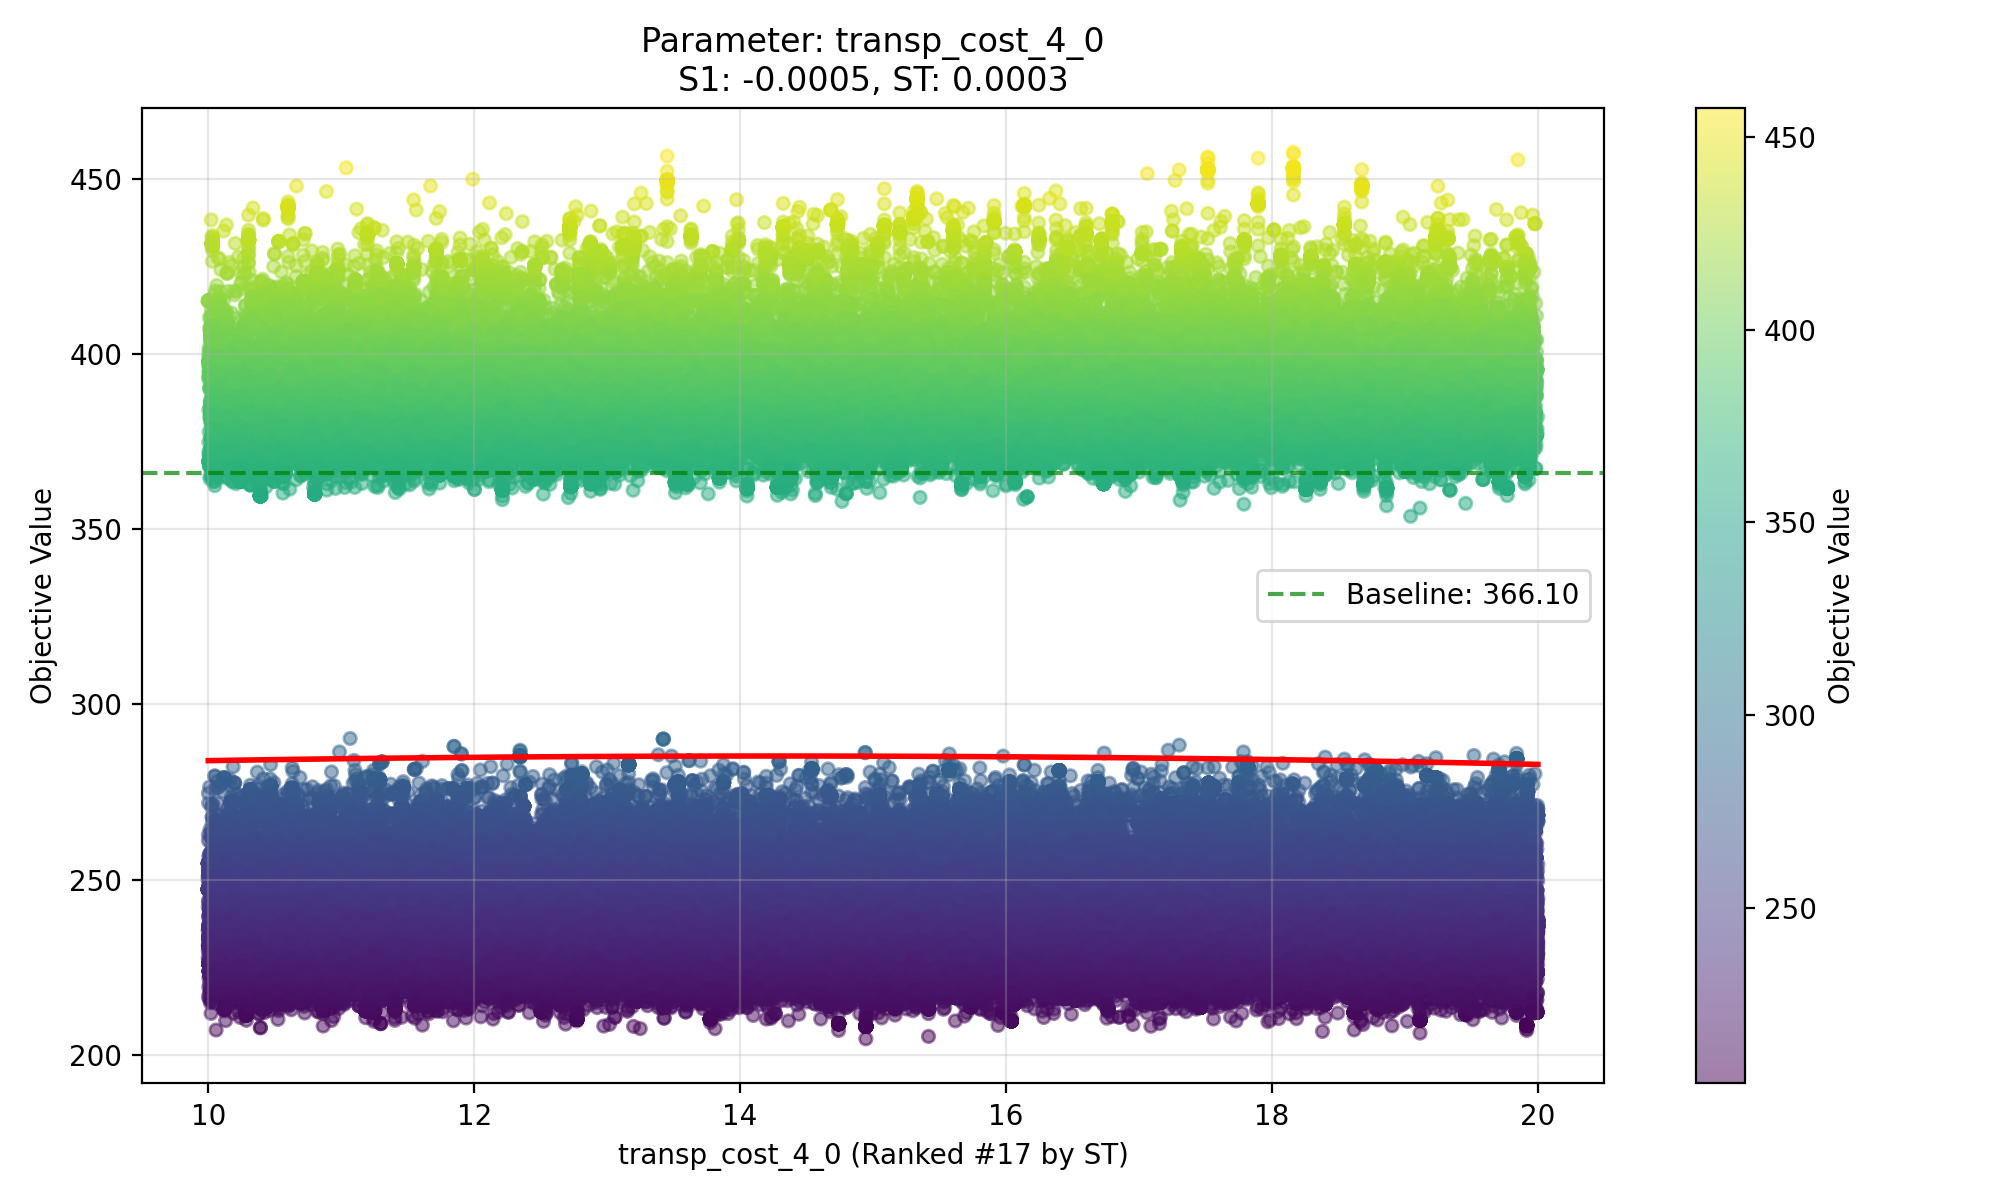 Parameter: transp_cost_4_0
S1: -0.0005, ST: 0.0003
450
400
350
300
250
200
Objective Value
10
12
14
16
18
20
transp_cost_4_0 (Ranked #17 by ST)
Baseline: 366.10
450
400
350
300
250
Objective Value